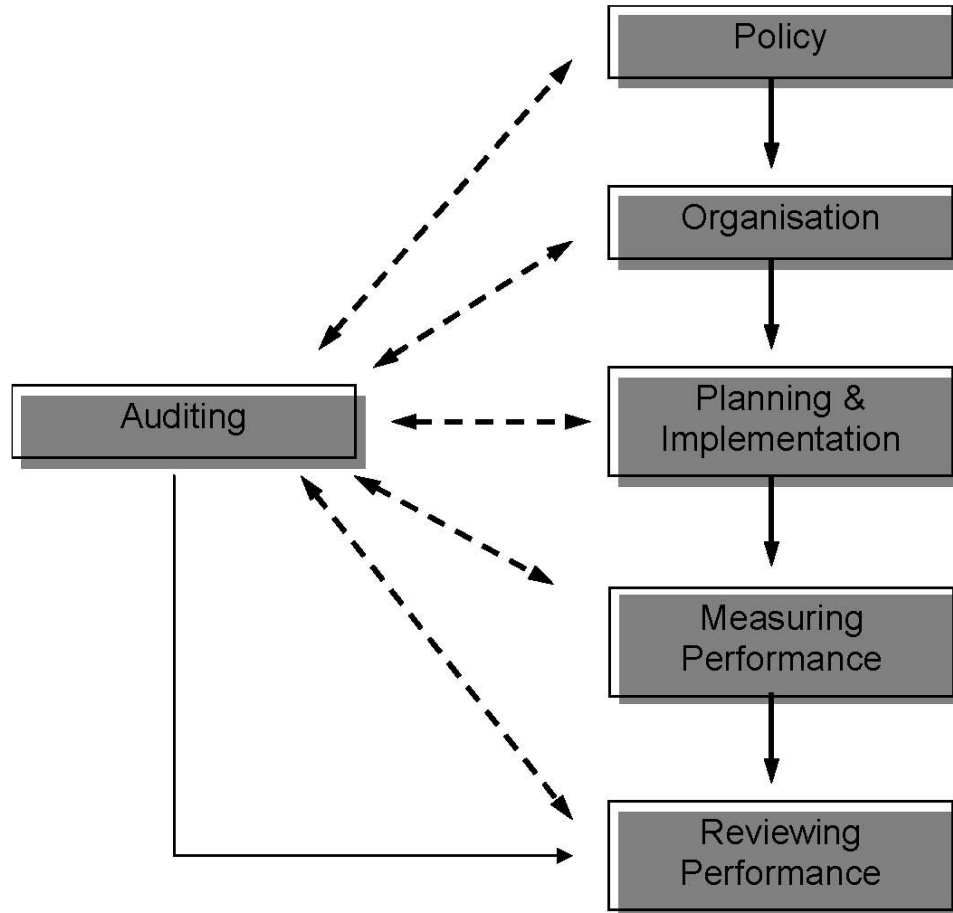 Policy
Organisation
Auditing
Planning &
Implementation
Measuring
Performance
Reviewing
Performance